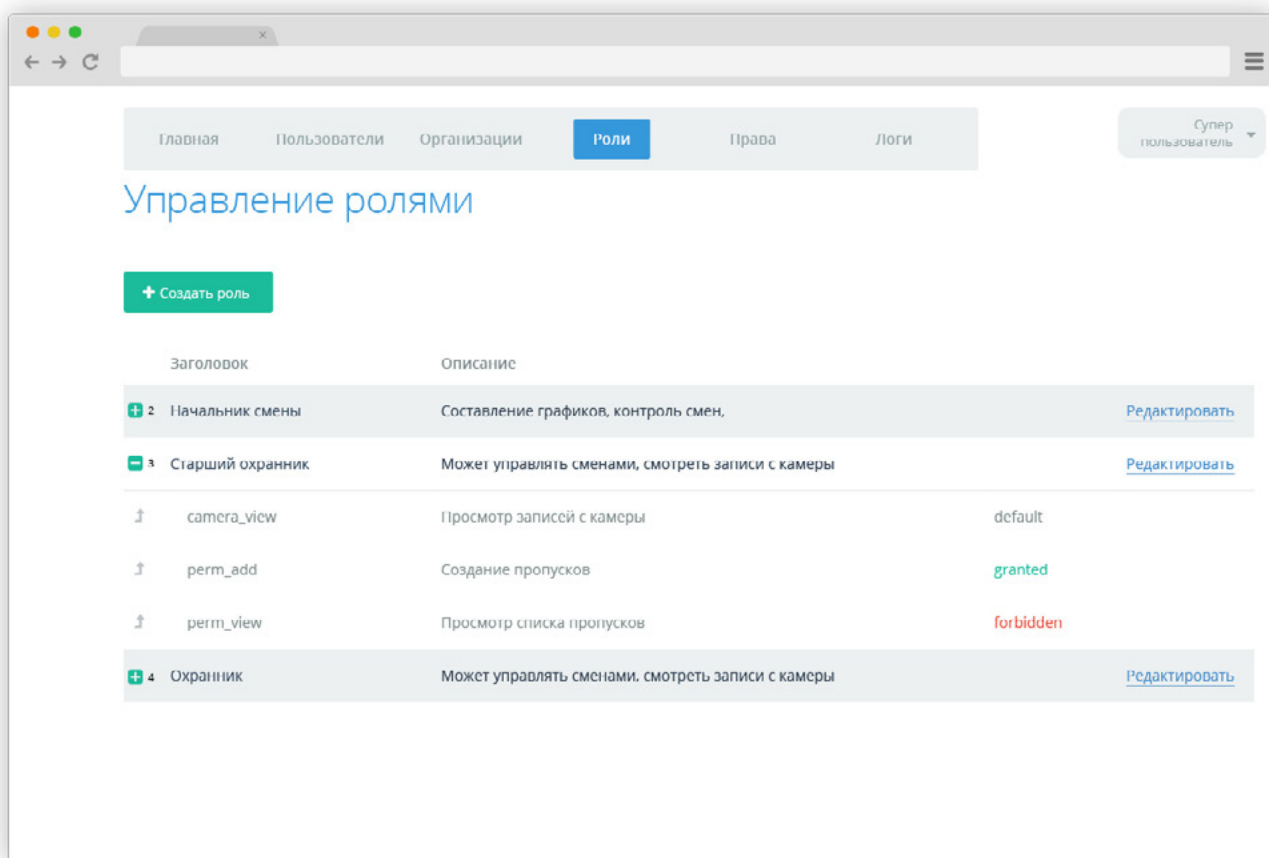 Главная Пользователи Организации Роли Права Логи Супер пользователь
Управление ролями
+ Создать роль
Заголовок Описание
2 Начальник смены Составление графиков, контроль смен, Редактировать
3 Старший охранник Может управлять сменами, смотреть записи с камеры Редактировать
camera_view Просмотр записей с камеры default
perm_add Создание пропусков granted
perm_view Просмотр списка пропусков forbidden
4 Охранник Может управлять сменами, смотреть записи с камеры Редактировать